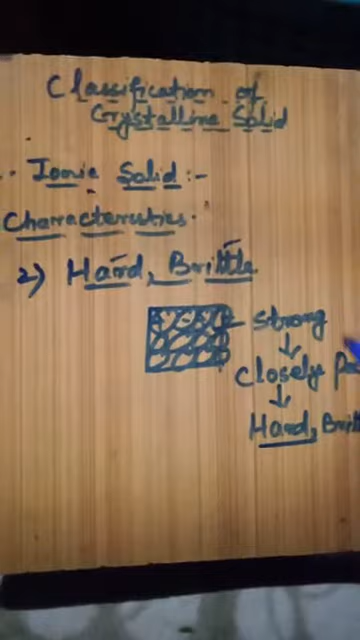 Classification of
Crystalline Solid
Ionic Solid:-
Characteristics.
2) Hard, Brittle
Strong
↓
Closely
↓
Hard,